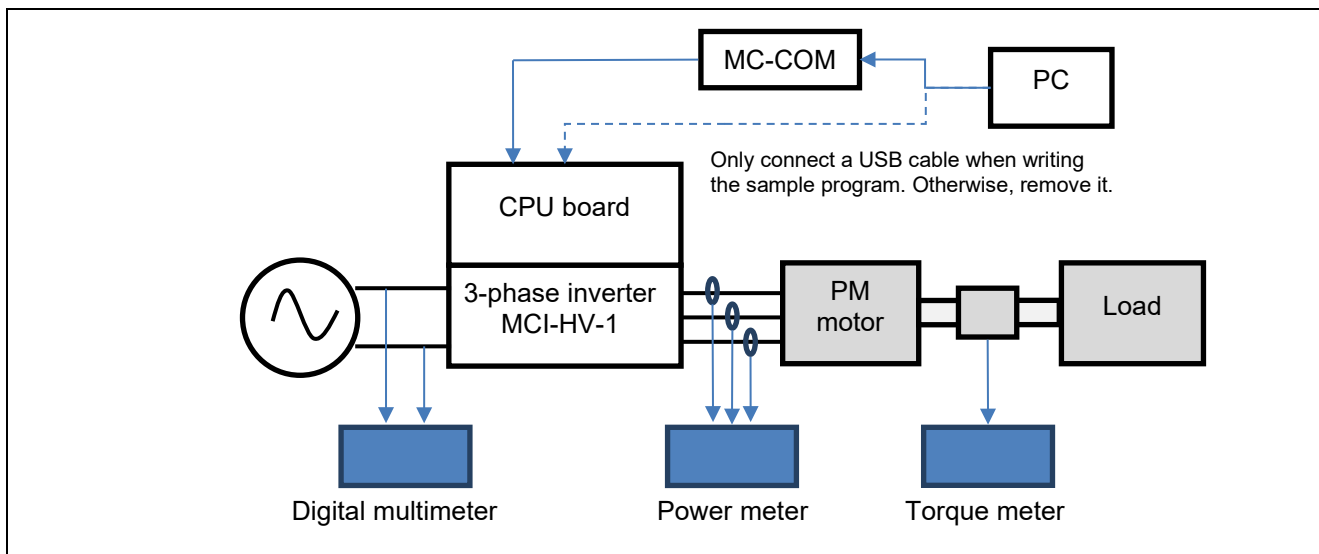 MC-COM
PC
Only connect a USB cable when writing
the sample program. Otherwise, remove it.
CPU board
3-phase inverter
MCI-HV-1
PM
motor
Load
Digital multimeter
Power meter
Torque meter